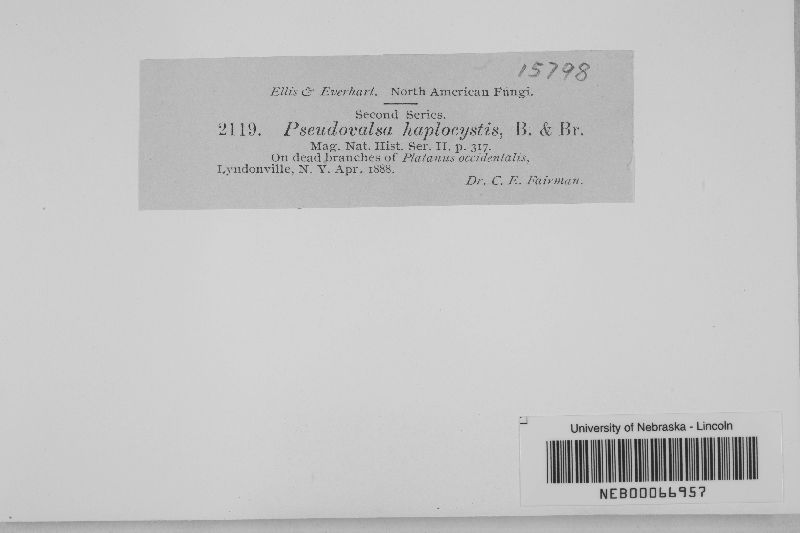 15798
Ellis & Everhart. North American Fungi.
Second Series.
2119. Pseudovalsa haplocystis, B. & Br.
Mag. Nat. Hist. Ser. II. p. 317.
On dead branches of Platanus occidentalis,
Lyndonville, N. Y. Apr. 1888.
Dr. C. E. Fairman.
University of Nebraska - Lincoln
NEB00066957